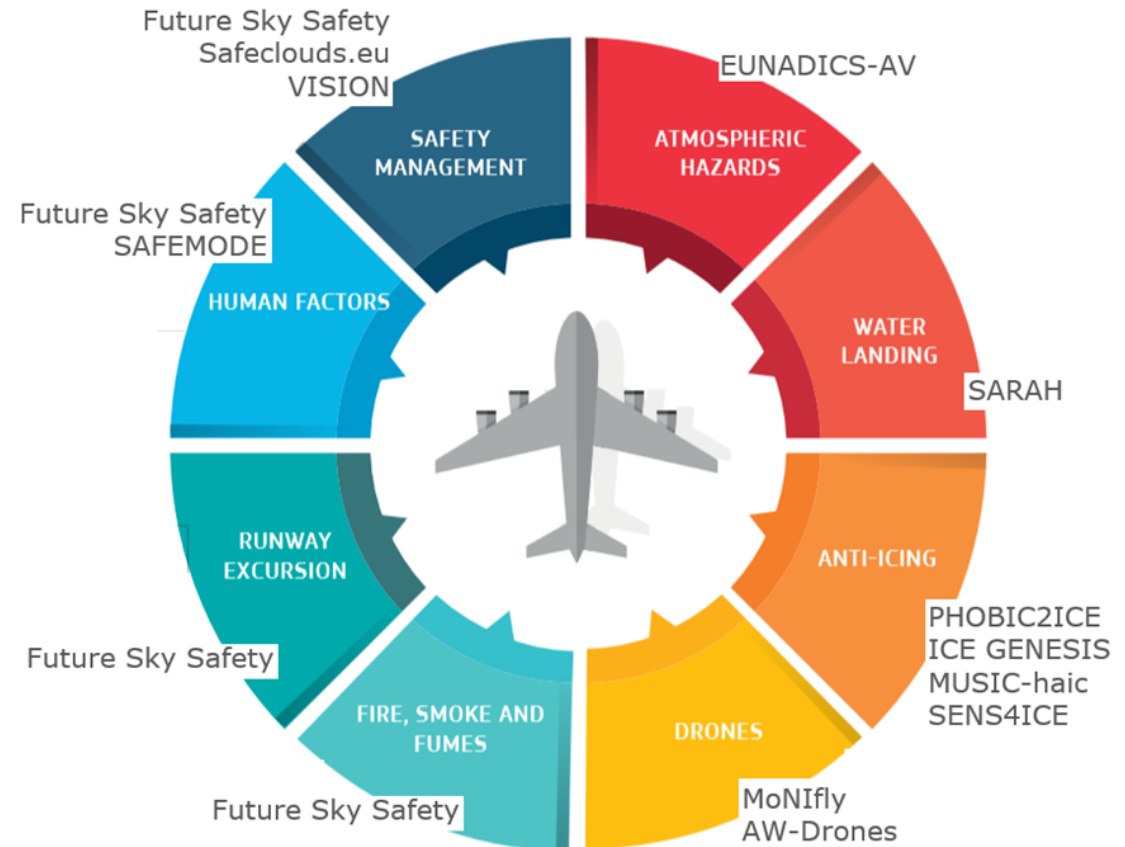 Future Sky Safety
Safeclouds.eu
VISION
EUNADICS-AV
SAFETY
MANAGEMENT
ATMOSPHERIC
HAZARDS
Future Sky Safety
SAFEMODE
HUMAN FACTORS
WATER
LANDING
SARAH
RUNWAY
EXCURSION
ANTI-ICING
Future Sky Safety
PHOBIC2ICE
ICE GENESIS
MUSIC-haic
SENS4ICE
FIRE, SMOKE AND
FUMES
DRONES
Future Sky Safety
MoNIfly
AW-Drones